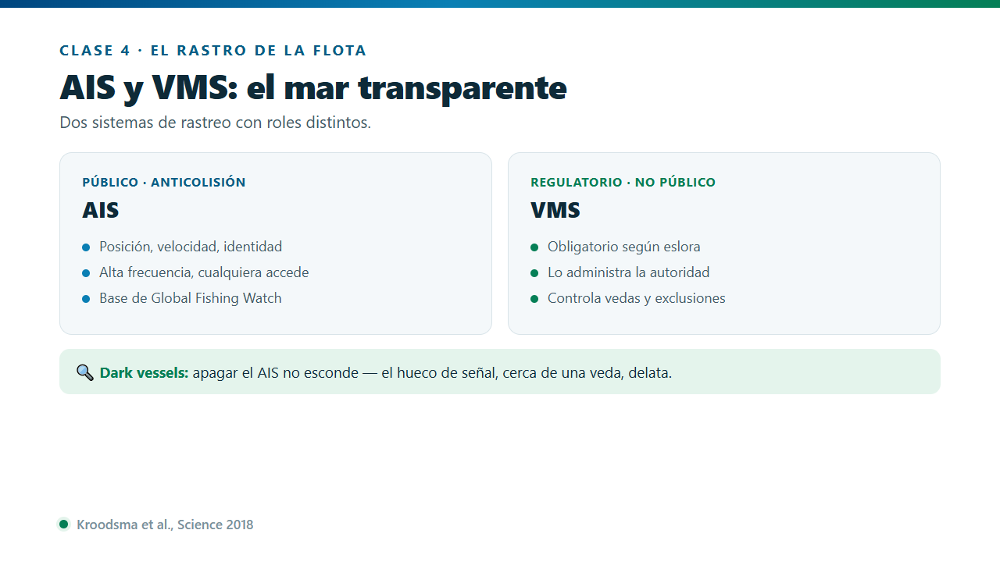 CLASE 4 · EL RASTRO DE LA FLOTA
AIS y VMS: el mar transparente
Dos sistemas de rastreo con roles distintos.
PÚBLICO · ANTICOLISIÓN
AIS
Posición, velocidad, identidad
Alta frecuencia, cualquiera accede
Base de Global Fishing Watch
REGULATORIO · NO PÚBLICO
VMS
Obligatorio según eslora
Lo administra la autoridad
Controla vedas y exclusiones
Dark vessels: apagar el AIS no esconde — el hueco de señal, cerca de una veda, delata.
Kroodsma et al., Science 2018